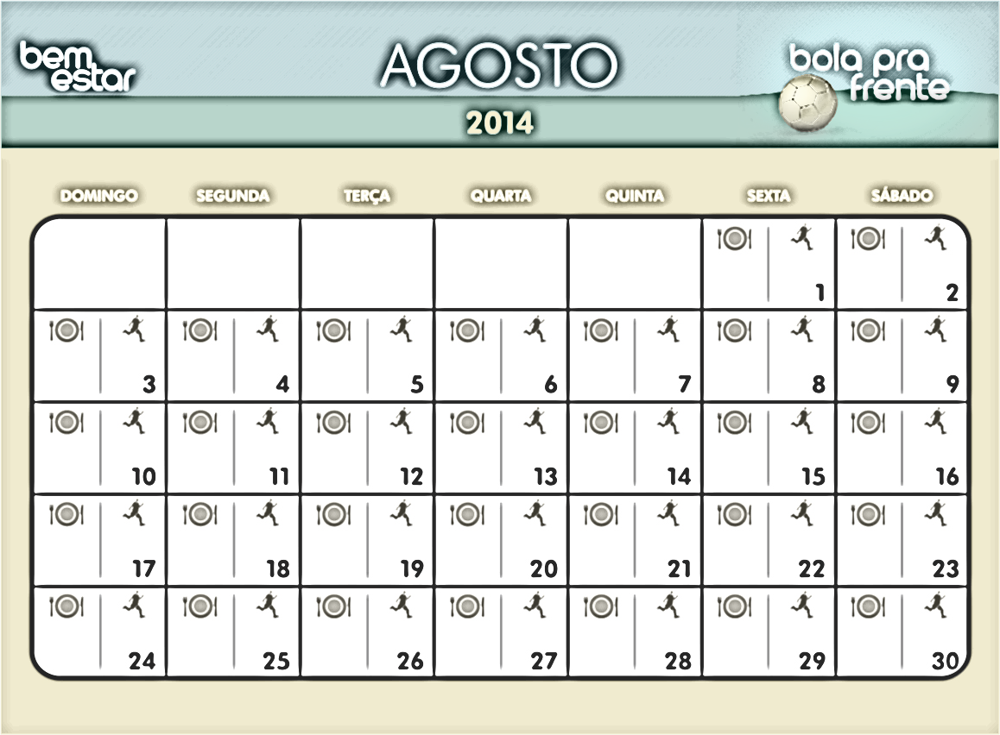 bem estar
AGOSTO
bola pra frente
2014
DOMINGO SEGUNDA TERÇA QUARTA QUINTA SEXTA SÁBADO
1 2
3 4 5 6 7 8 9
10 11 12 13 14 15 16
17 18 19 20 21 22 23
24 25 26 27 28 29 30